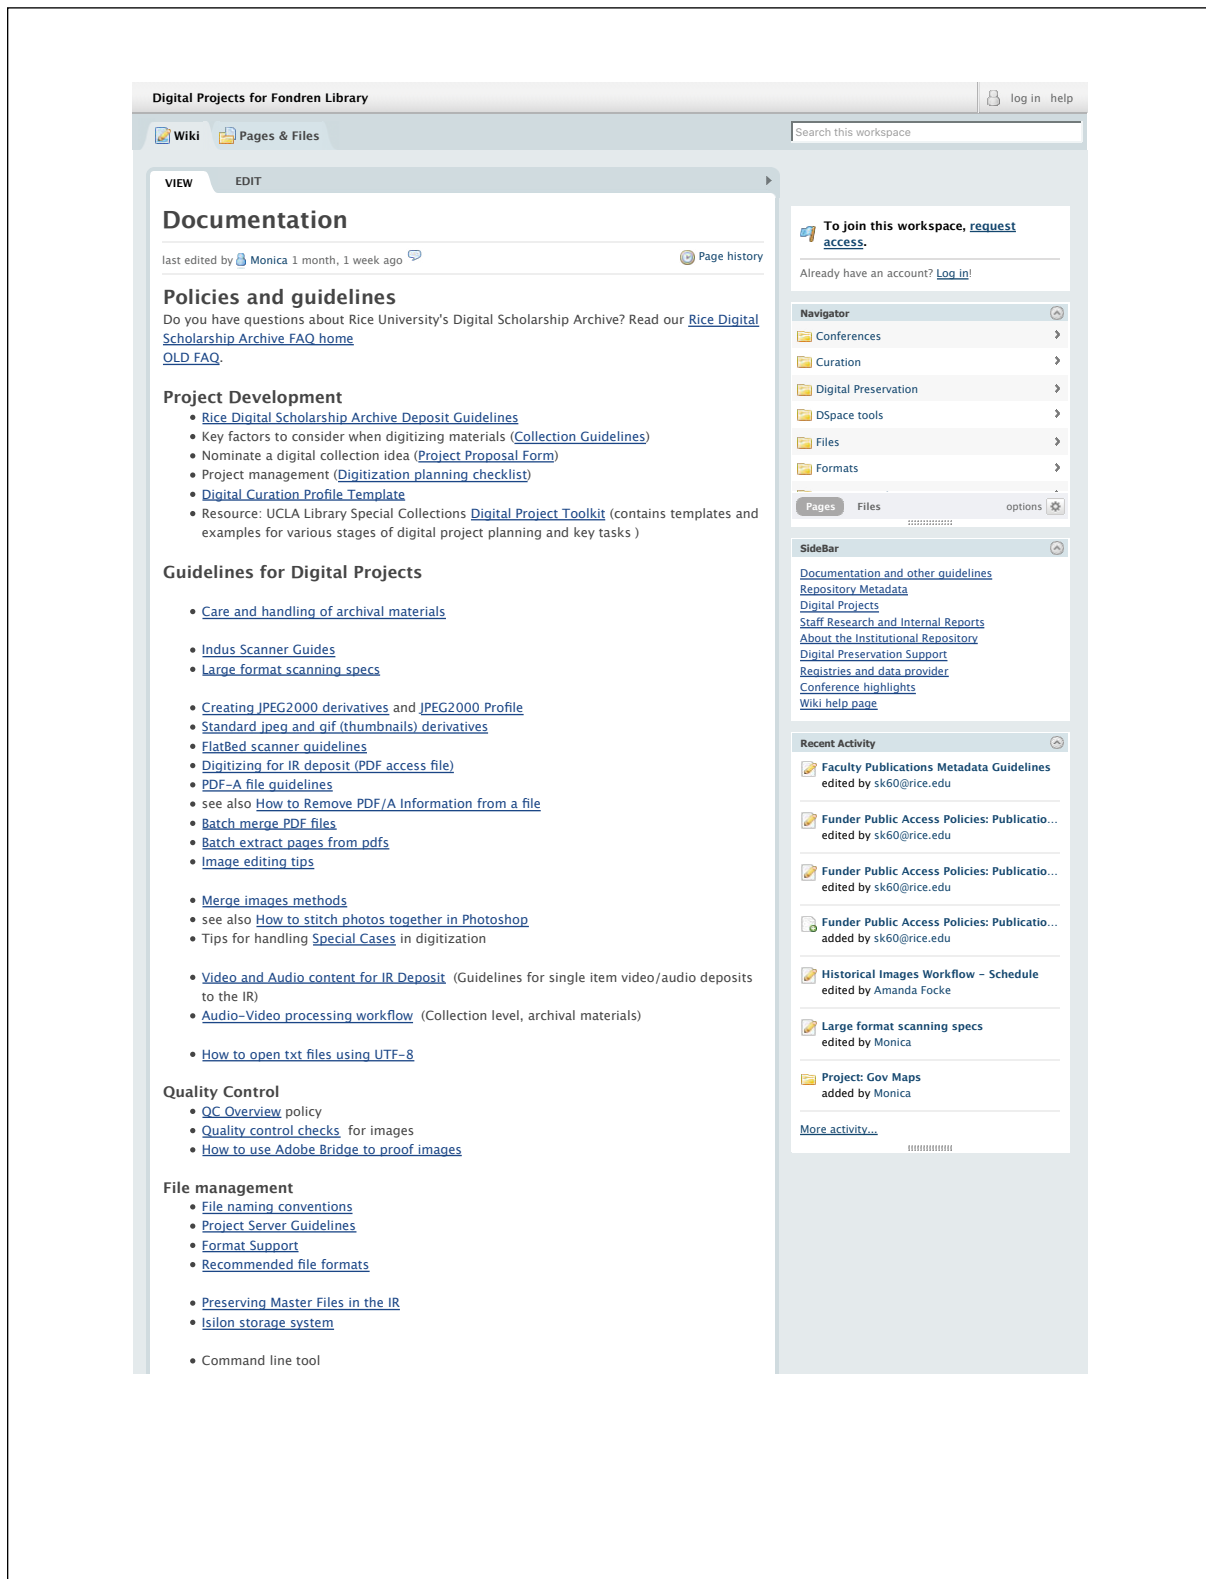 Digital Projects for Fondren Library
log in help
Wiki
Pages & Files
Search this workspace
VIEW
EDIT
Documentation
last edited by Monica 1 month, 1 week ago
Page history
Policies and guidelines
Do you have questions about Rice University's Digital Scholarship Archive? Read our Rice Digital
Scholarship Archive FAQ home
OLD FAQ.
Project Development
• Rice Digital Scholarship Archive Deposit Guidelines
• Key factors to consider when digitizing materials (Collection Guidelines)
• Nominate a digital collection idea (Project Proposal Form)
• Project management (Digitization planning checklist)
• Digital Curation Profile Template
• Resource: UCLA Library Special Collections Digital Project Toolkit (contains templates and
examples for various stages of digital project planning and key tasks )
Guidelines for Digital Projects
• Care and handling of archival materials
• Indus Scanner Guides
• Large format scanning specs
• Creating JPEG2000 derivatives and JPEG2000 Profile
• Standard jpeg and gif (thumbnails) derivatives
• FlatBed scanner guidelines
• Digitizing for IR deposit (PDF access file)
• PDF-A file guidelines
• see also How to Remove PDF/A Information from a file
• Batch merge PDF files
• Batch extract pages from pdfs
• Image editing tips
• Merge images methods
• see also How to stitch photos together in Photoshop
• Tips for handling Special Cases in digitization
• Video and Audio content for IR Deposit (Guidelines for single item video/audio deposits
to the IR)
• Audio-Video processing workflow (Collection level, archival materials)
• How to open txt files using UTF-8
Quality Control
• QC Overview policy
• Quality control checks for images
• How to use Adobe Bridge to proof images
File management
• File naming conventions
• Project Server Guidelines
• Format Support
• Recommended file formats
• Preserving Master Files in the IR
• Isilon storage system
• Command line tool
To join this workspace, request
access.
Already have an account? Log in!
Navigator
Conferences
Curation
Digital Preservation
DSpace tools
Files
Formats
Pages
Files
options
SideBar
Documentation and other guidelines
Repository Metadata
Digital Projects
Staff Research and Internal Reports
About the Institutional Repository
Digital Preservation Support
Registries and data provider
Conference highlights
Wiki help page
Recent Activity
Faculty Publications Metadata Guidelines
edited by sk60@rice.edu
Funder Public Access Policies: Publicatio...
edited by sk60@rice.edu
Funder Public Access Policies: Publicatio...
edited by sk60@rice.edu
Funder Public Access Policies: Publicatio...
added by sk60@rice.edu
Historical Images Workflow - Schedule
edited by Amanda Focke
Large format scanning specs
edited by Monica
Project: Gov Maps
added by Monica
More activity...